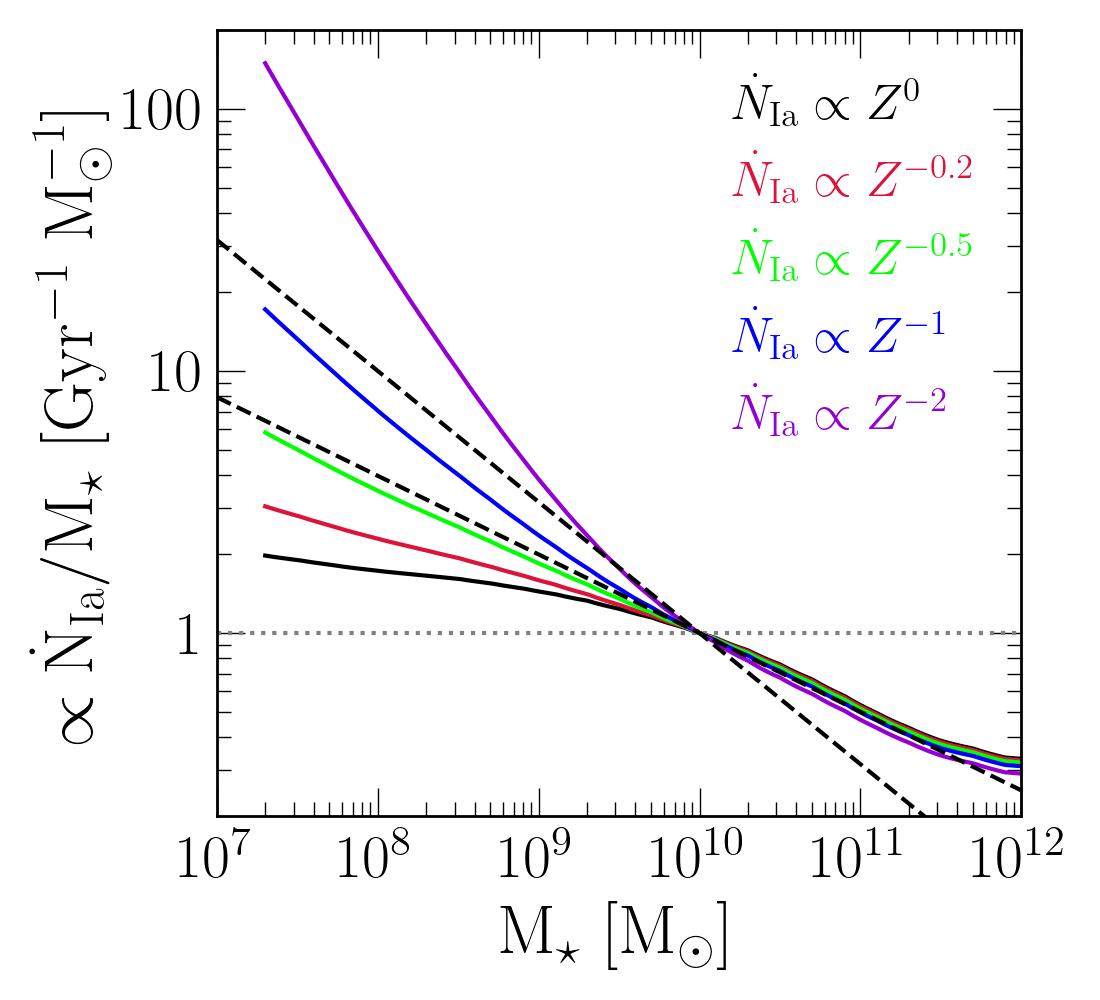 Ṅ_Ia ∝ Z^0
Ṅ_Ia ∝ Z^−0.2
Ṅ_Ia ∝ Z^−0.5
Ṅ_Ia ∝ Z^−1
Ṅ_Ia ∝ Z^−2
100
10
1
∝ Ṅ_Ia/M_⋆ [Gyr^−1 M_⊙^−1]
10^7 10^8 10^9 10^10 10^11 10^12
M_⋆ [M_⊙]